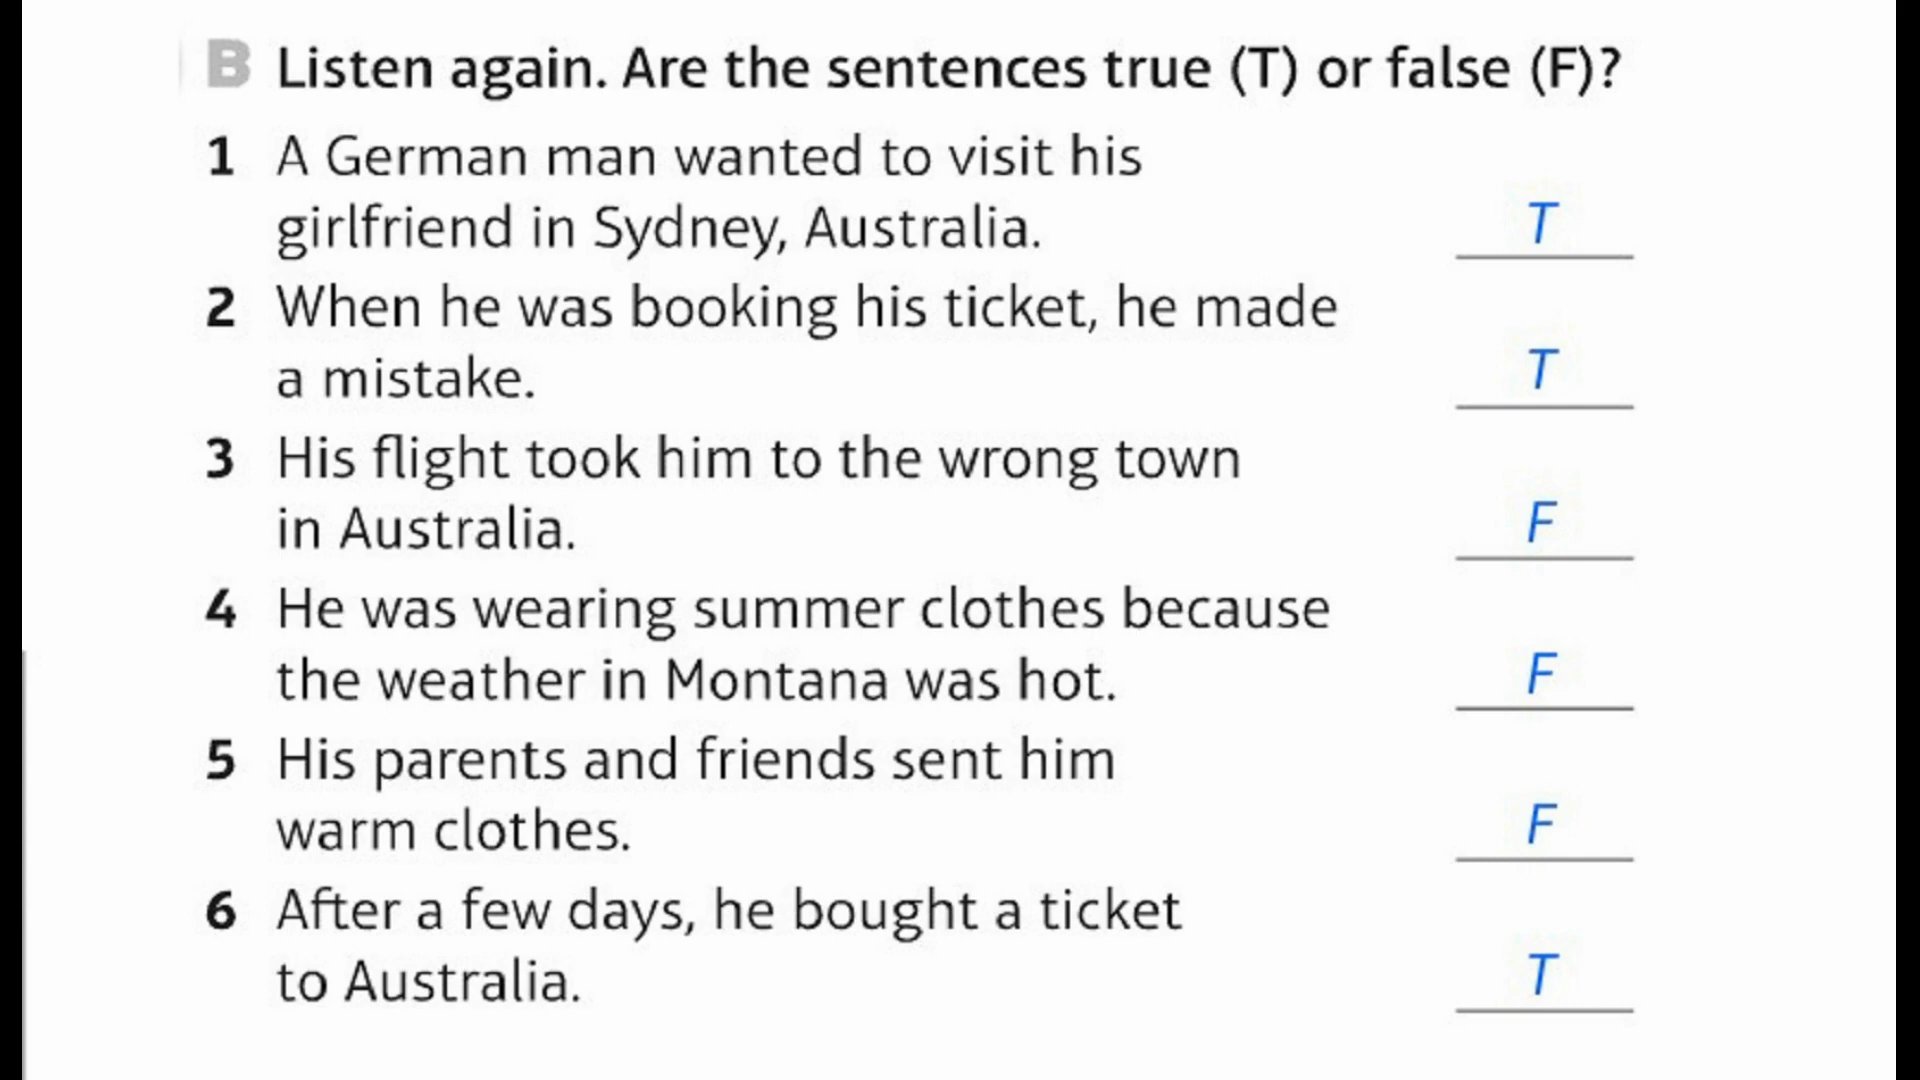 B Listen again. Are the sentences true (T) or false (F)?
1 A German man wanted to visit his
girlfriend in Sydney, Australia. T
2 When he was booking his ticket, he made
a mistake. T
3 His flight took him to the wrong town
in Australia. F
4 He was wearing summer clothes because
the weather in Montana was hot. F
5 His parents and friends sent him
warm clothes. F
6 After a few days, he bought a ticket
to Australia. T